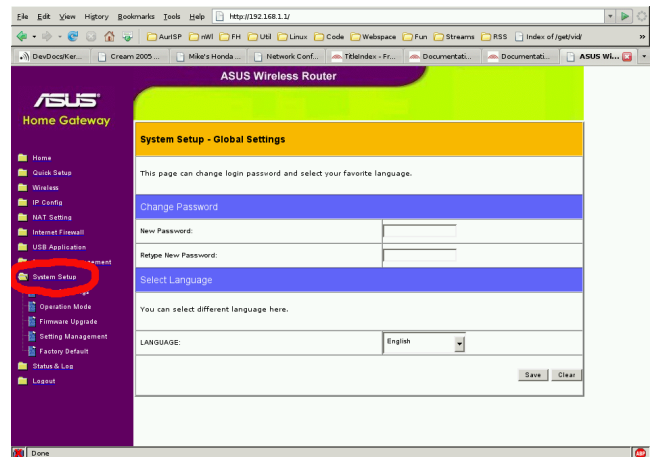 File Edit View History Bookmarks Tools Help http://192.168.1.1/
AurISP nWl FH Util Linux Code Webspace Fun Streams RSS Index of /get/vid/ »
DevDocs/Ker... Cream 2005 ... Mike's Honda ... Network Conf... TitleIndex - Fr... Documentati... Documentati... ASUS Wi...
ASUS Wireless Router
ASUS
Home Gateway
System Setup - Global Settings
Home
Quick Setup
This page can change login password and select your favorite language.
Wireless
IP Config
Change Password
NAT Setting
Internet Firewall
New Password:
USB Application
Retype New Password:
System Setup
Select Language
Operation Mode
You can select different language here.
Firmware Upgrade
Setting Management
LANGUAGE: English
Factory Default
Status & Log
Save Clear
Logout
Done
ABP